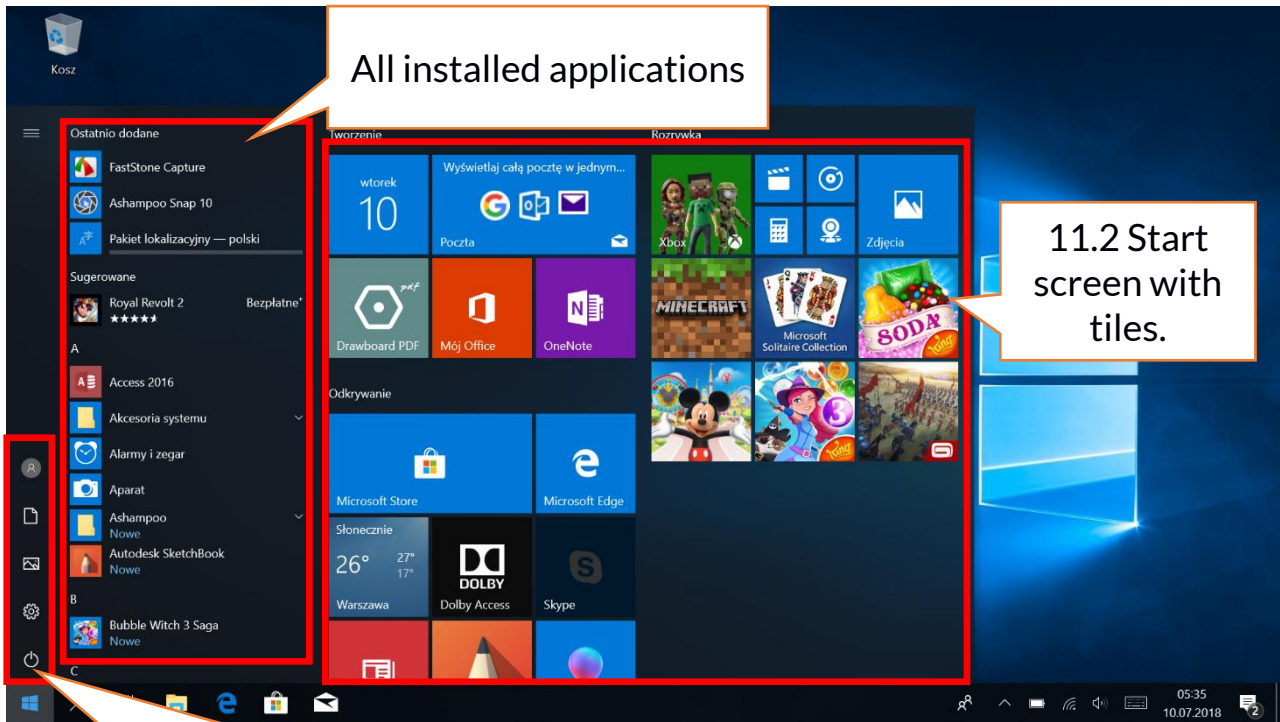 Kosz
All installed applications
Ostatnio dodane
FastStone Capture
Ashampoo Snap 10
Pakiet lokalizacyjny — polski
Sugerowane
Royal Revolt 2 Bezpłatne*
A
Access 2016
Akcesoria systemu
Alarmy i zegar
Aparat
Ashampoo
Nowe
Autodesk SketchBook
Nowe
B
Bubble Witch 3 Saga
Nowe
C
Tworzenie
wtorek
10
Wyświetlaj całą pocztę w jednym...
Poczta
Drawboard PDF
pdf
Mój Office
OneNote
N
Odkrywanie
Microsoft Store
Microsoft Edge
Słonecznie
26° 27°
17°
Warszawa
DOLBY
Dolby Access
S
Skype
Rozrywka
Xbox
Zdjęcia
MINECRAFT
Microsoft
Solitaire Collection
SODA
King
3
King
11.2 Start
screen with
tiles.
05:35
10.07.2018
2